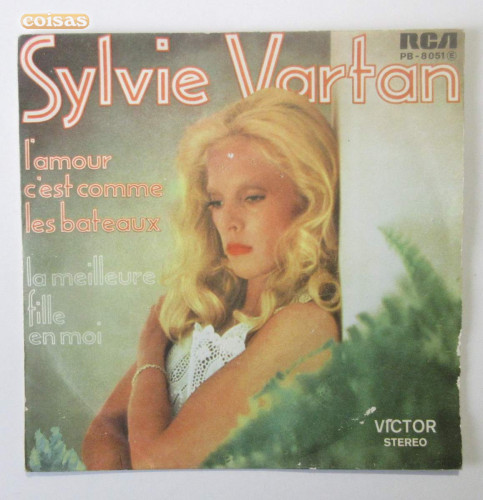 coisas
Sylvie Vartan
RCA
PB-8051 E
l'amour
c'est comme
les bateaux
la meilleure
fille
en moi
VICTOR
STEREO